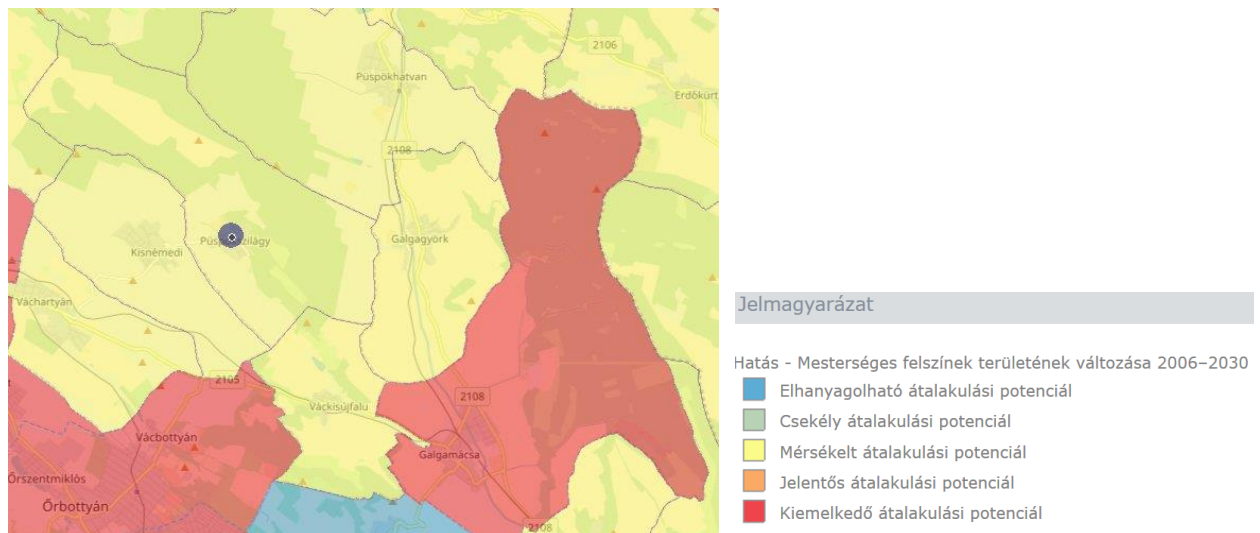 2106
Püspökhatvan
Erdőkürt
2108
Galgagyörk
Kisnémedi
Váchartyán
2105
Váckisújfalu
2108
Vácbottyán
Galgamácsa
Őrszentmiklós
Őrbottyán
2108
Jelmagyarázat
Hatás - Mesterséges felszínek területének változása 2006–2030
Elhanyagolható átalakulási potenciál
Csekély átalakulási potenciál
Mérsékelt átalakulási potenciál
Jelentős átalakulási potenciál
Kiemelkedő átalakulási potenciál